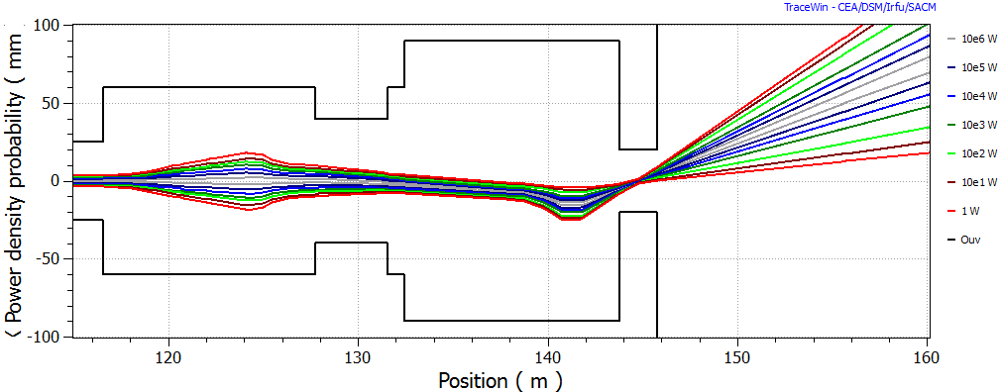 TraceWin - CEA/DSM/Irfu/SACM
< Power density probability ( mm
100
50
0
-50
-100
120
130
140
150
160
Position ( m )
10e6 W
10e5 W
10e4 W
10e3 W
10e2 W
10e1 W
1 W
Ouv